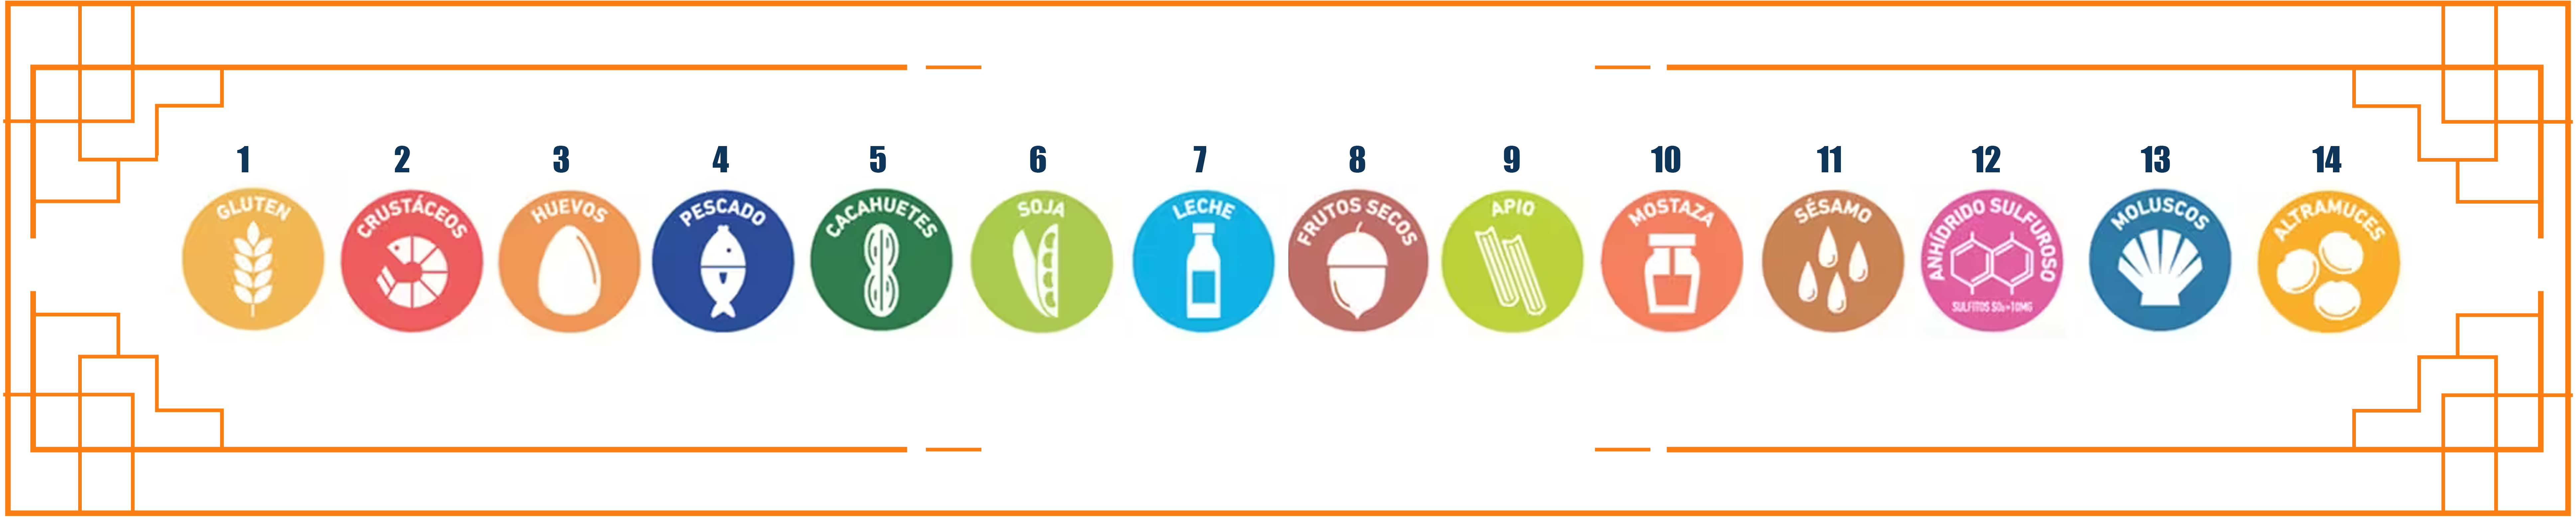 1 2 3 4 5 6 7 8 9 10 11 12 13 14
GLUTEN CRUSTÁCEOS HUEVOS PESCADO CACAHUETES SOJA LECHE FRUTOS SECOS APIO MOSTAZA SÉSAMO ANHÍDRIDO SULFUROSO MOLUSCOS ALTRAMUCES
SULFITOS SO₂>10MG